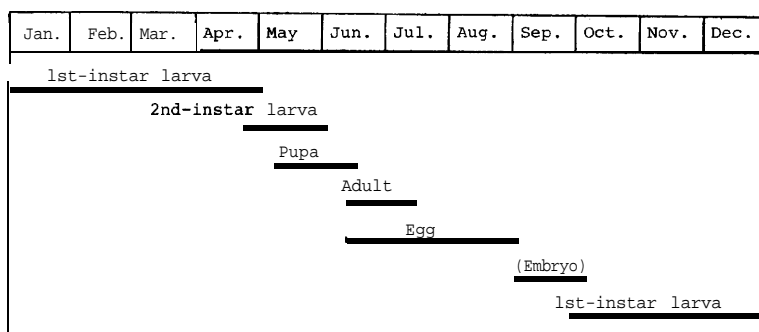 Jan. Feb. Mar. Apr. May Jun. Jul. Aug. Sep. Oct. Nov. Dec.
lst-instar larva
2nd-instar larva
Pupa
Adult
Egg
(Embryo)
lst-instar larva